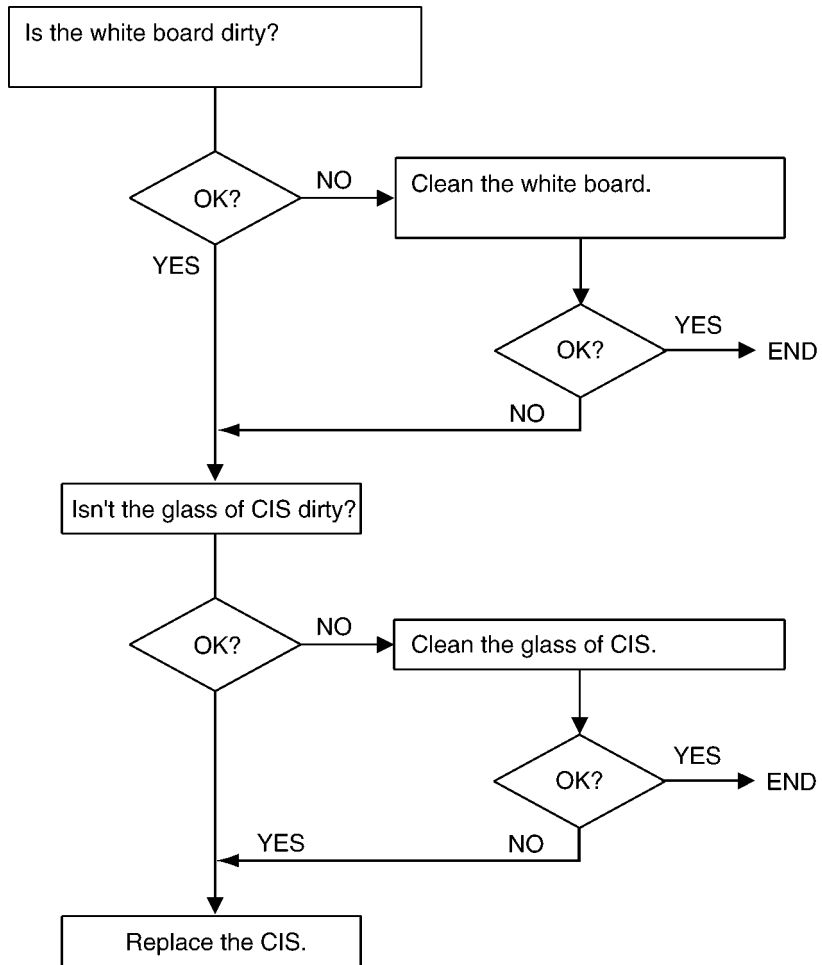 Is the white board dirty?
OK?
NO
Clean the white board.
YES
OK?
YES
END
NO
Isn't the glass of CIS dirty?
OK?
NO
Clean the glass of CIS.
OK?
YES
END
YES
NO
Replace the CIS.